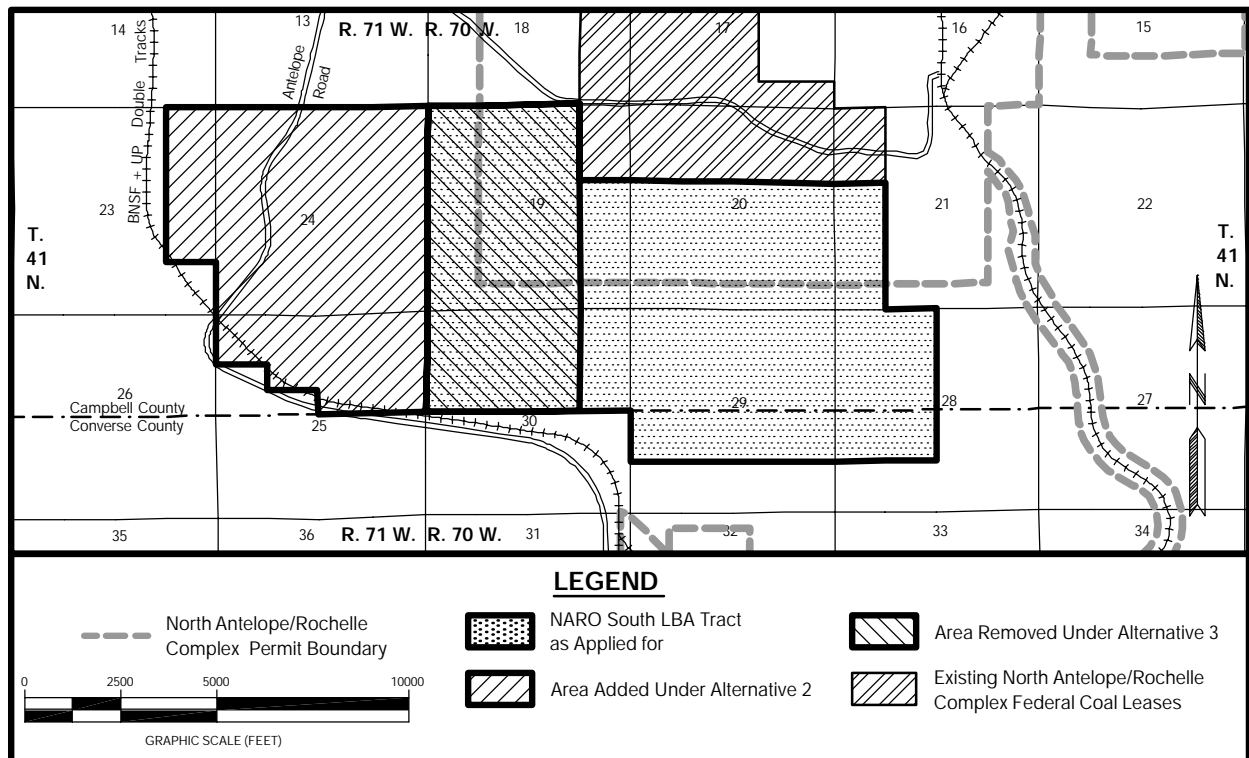 14
13
R. 71 W. R. 70 W.
18
17
16
15
BNSF + UP Double Tracks
Antelope
Road
23
24
19
20
21
22
T.
41
N.
T.
41
N.
N
26
Campbell County
Converse County
25
30
29
28
27
35
36
R. 71 W. R. 70 W.
31
32
33
34
LEGEND
North Antelope/Rochelle
Complex Permit Boundary
0 2500 5000 10000
GRAPHIC SCALE (FEET)
NARO South LBA Tract
as Applied for
Area Added Under Alternative 2
Area Removed Under Alternative 3
Existing North Antelope/Rochelle
Complex Federal Coal Leases